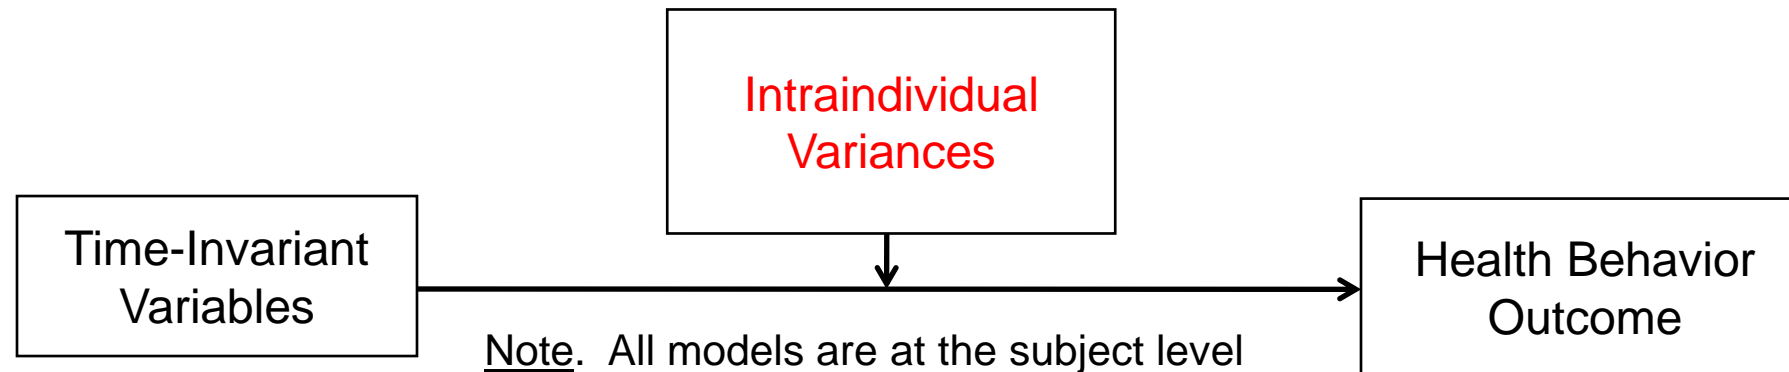 Intraindividual
Variances
Time-Invariant
Variables
Health Behavior
Outcome
Note. All models are at the subject level